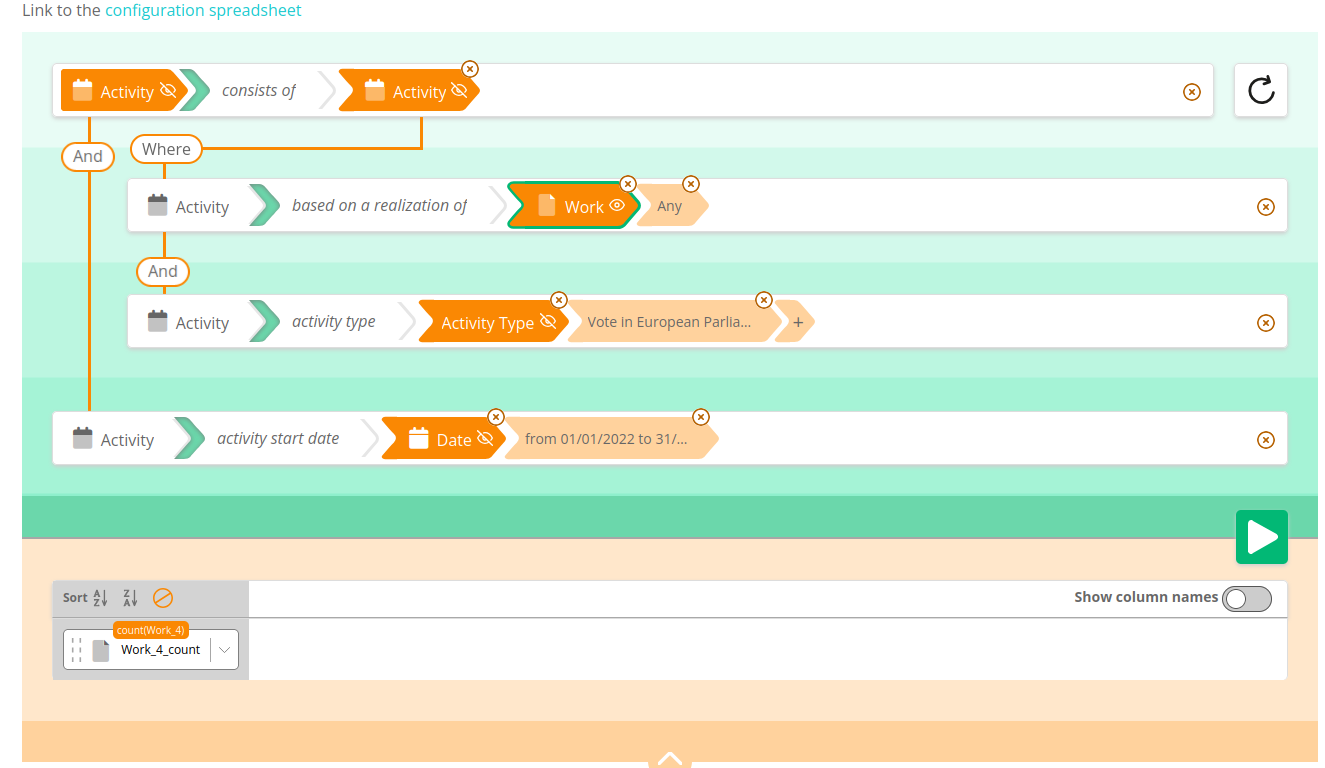 Link to the configuration spreadsheet
Activity consists of Activity
And Where
Activity based on a realization of Work Any
And
Activity activity type Activity Type Vote in European Parlia... +
Activity activity start date Date from 01/01/2022 to 31/...
Sort A Z Z A Show column names
count(Work_4)
Work_4_count